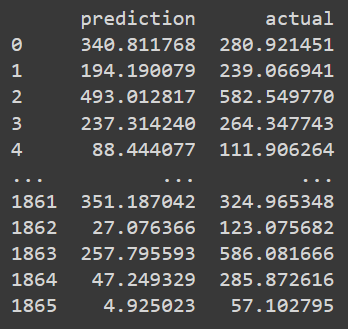 prediction actual
0 340.811768 280.921451
1 194.190079 239.066941
2 493.012817 582.549770
3 237.314240 264.347743
4 88.444077 111.906264
... ... ...
1861 351.187042 324.965348
1862 27.076366 123.075682
1863 257.795593 586.081666
1864 47.249329 285.872616
1865 4.925023 57.102795